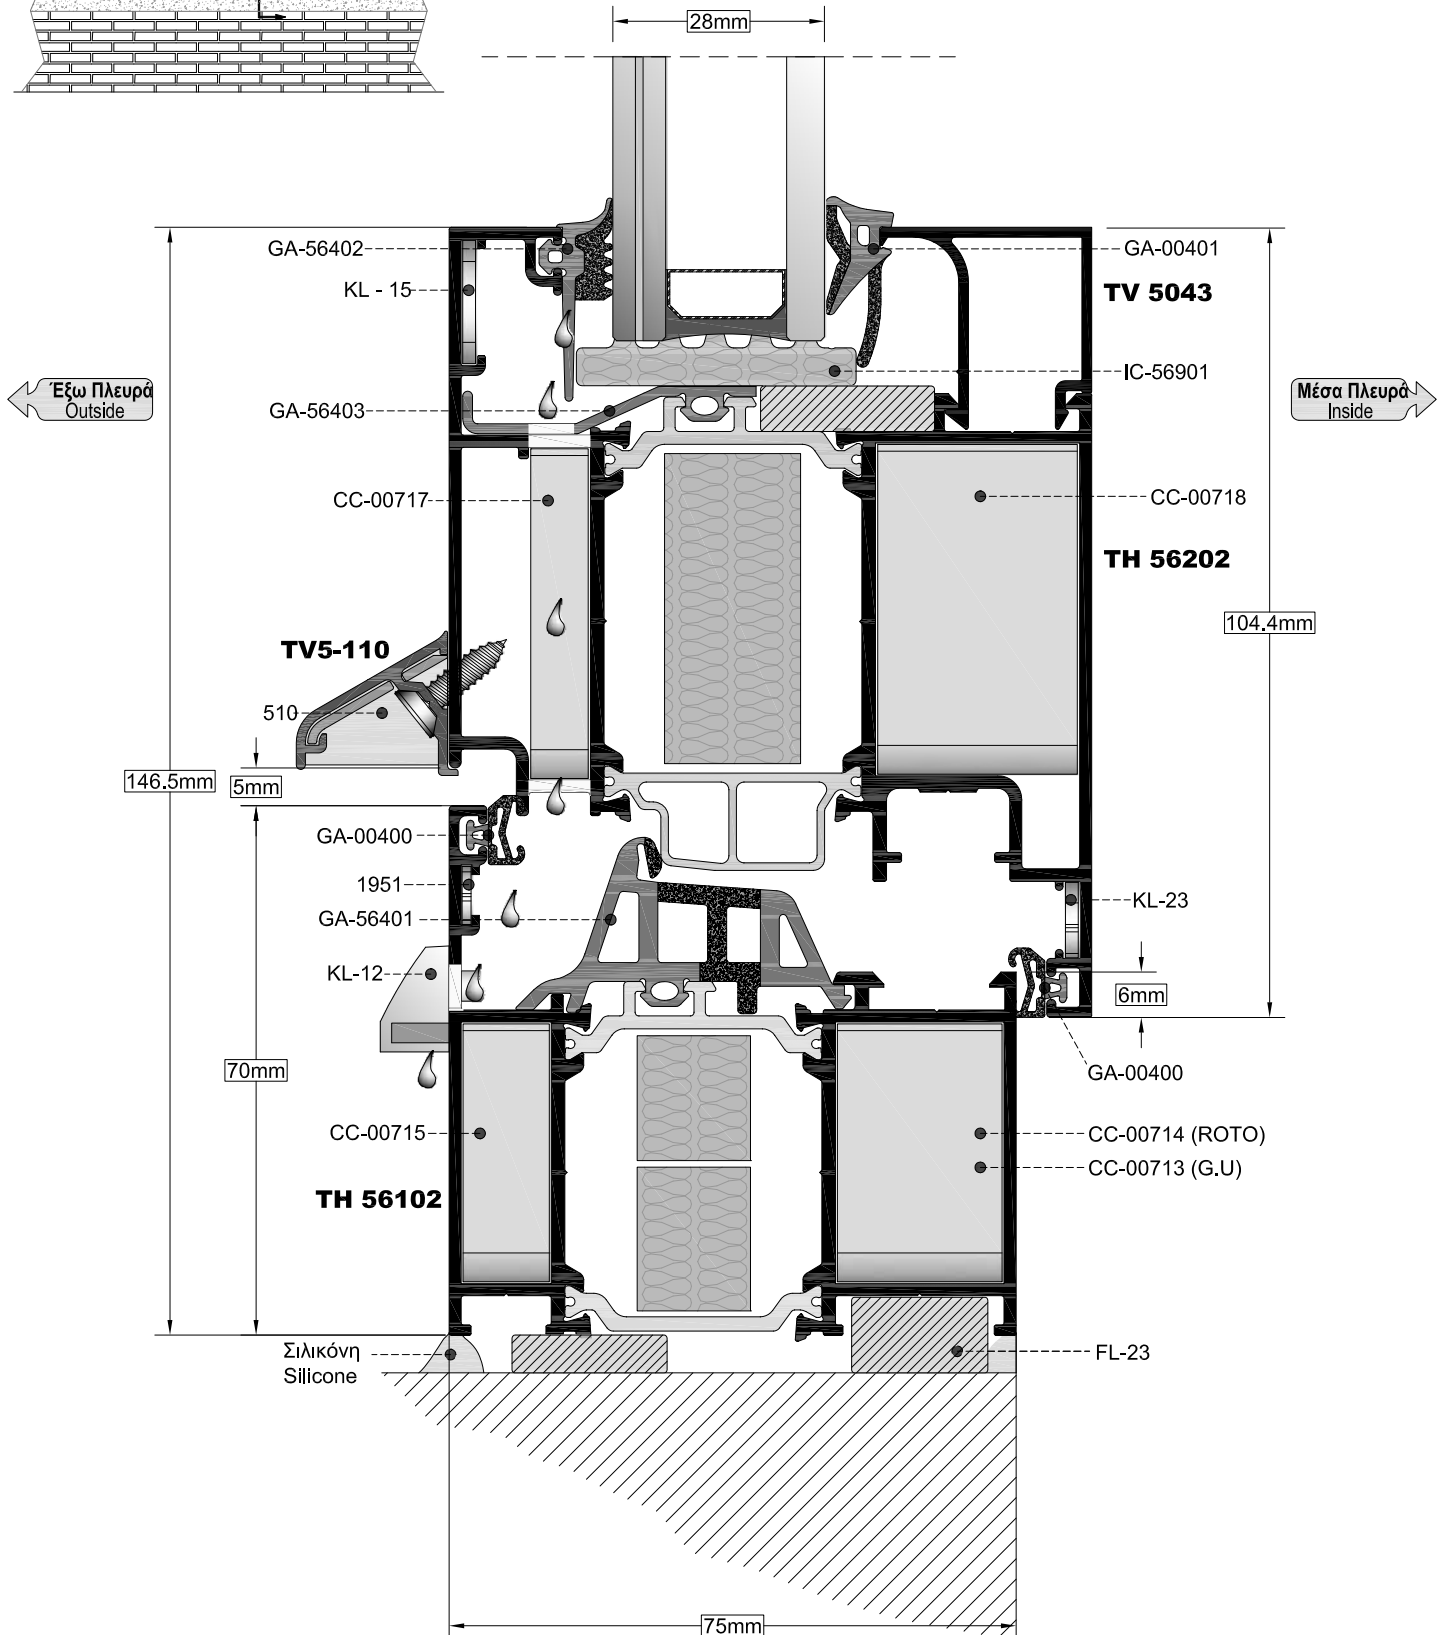 28mm
GA-56402
GA-00401
KL - 15
TV 5043
IC-56901
Έξω Πλευρά
Outside
Μέσα Πλευρά
Inside
GA-56403
CC-00717
CC-00718
TH 56202
104.4mm
TV5-110
510
146.5mm
5mm
GA-00400
1951
KL-23
GA-56401
KL-12
6mm
70mm
GA-00400
CC-00715
CC-00714 (ROTO)
CC-00713 (G.U)
TH 56102
Σιλικόνη
Silicone
FL-23
75mm